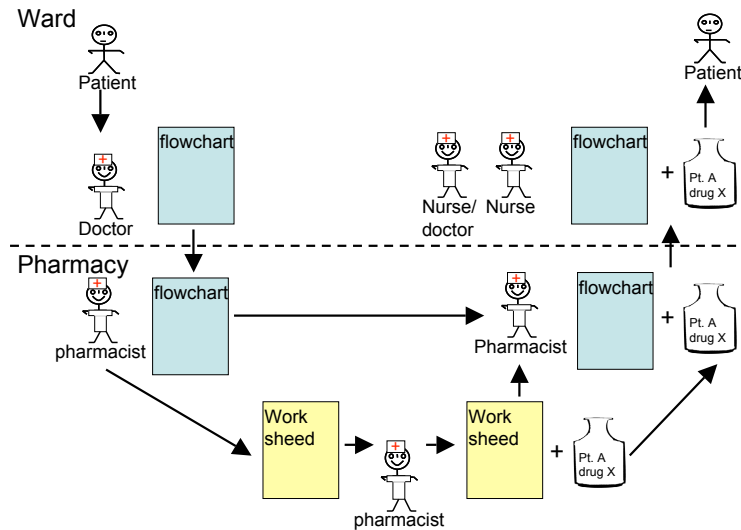 Ward
Patient
Patient
flowchart
flowchart
+
Pt. A
drug X
Doctor
Nurse/
doctor
Nurse
Pharmacy
flowchart
flowchart
+
Pt. A
drug X
pharmacist
Pharmacist
Work
sheed
Work
sheed
+
Pt. A
drug X
pharmacist